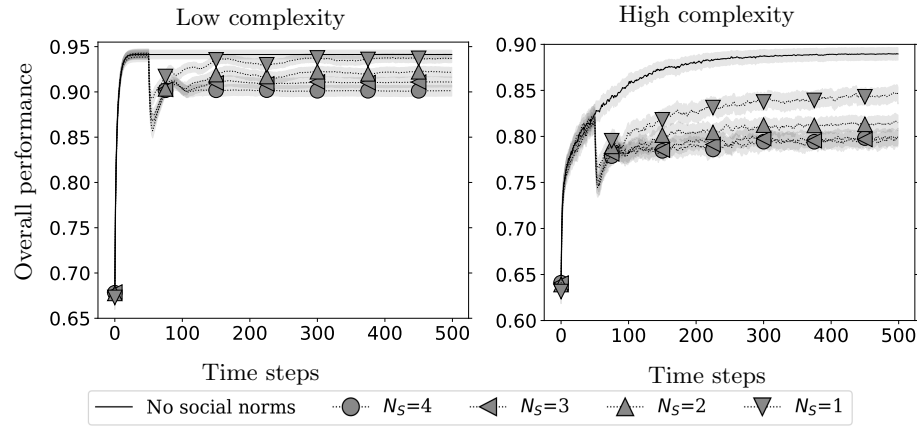 Low complexity
High complexity
Overall performance
0.95
0.90
0.85
0.80
0.75
0.70
0.65
0 100 200 300 400 500
Time steps
0.90
0.85
0.80
0.75
0.70
0.65
0.60
0 100 200 300 400 500
Time steps
No social norms N_S=4 N_S=3 N_S=2 N_S=1